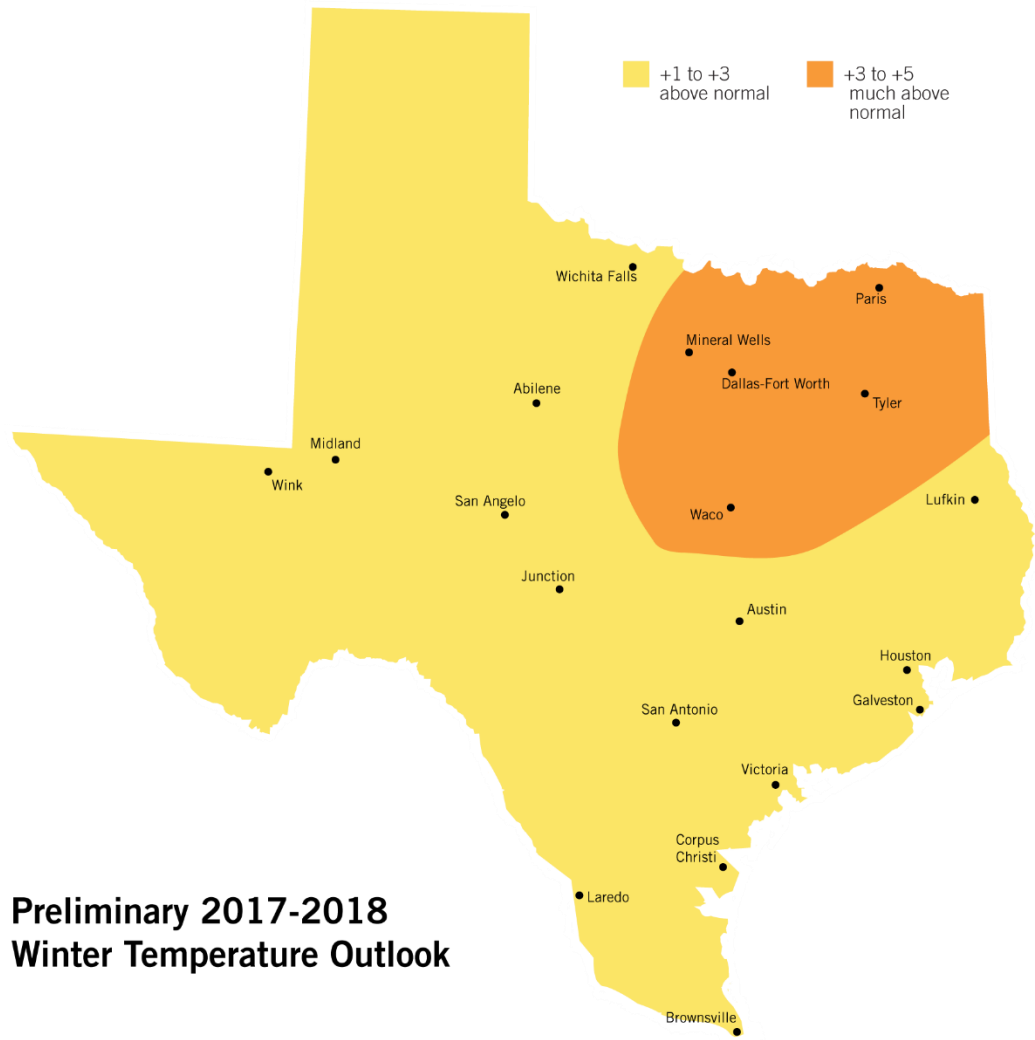 +1 to +3
above normal
+3 to +5
much above
normal
Wichita Falls
Paris
Mineral Wells
Dallas-Fort Worth
Abilene
Tyler
Midland
Wink
San Angelo
Lufkin
Waco
Junction
Austin
Houston
Galveston
San Antonio
Victoria
Corpus
Christi
Laredo
Preliminary 2017-2018
Winter Temperature Outlook
Brownsville